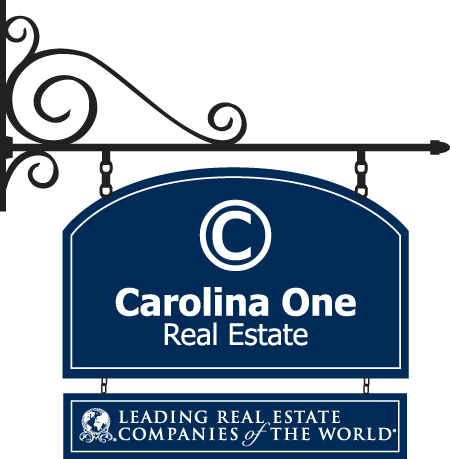 ©
Carolina One
Real Estate
LEADING REAL ESTATE
COMPANIES of THE WORLD®